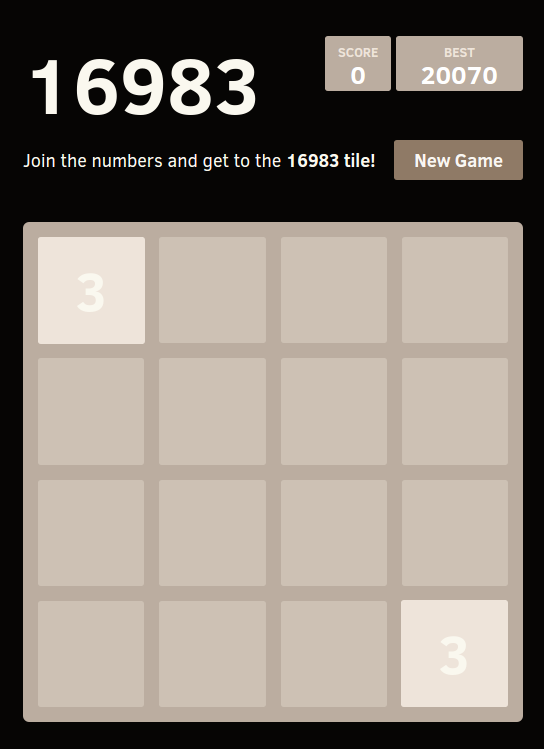 16983
SCORE
0
BEST
20070
Join the numbers and get to the 16983 tile!
New Game
3
3